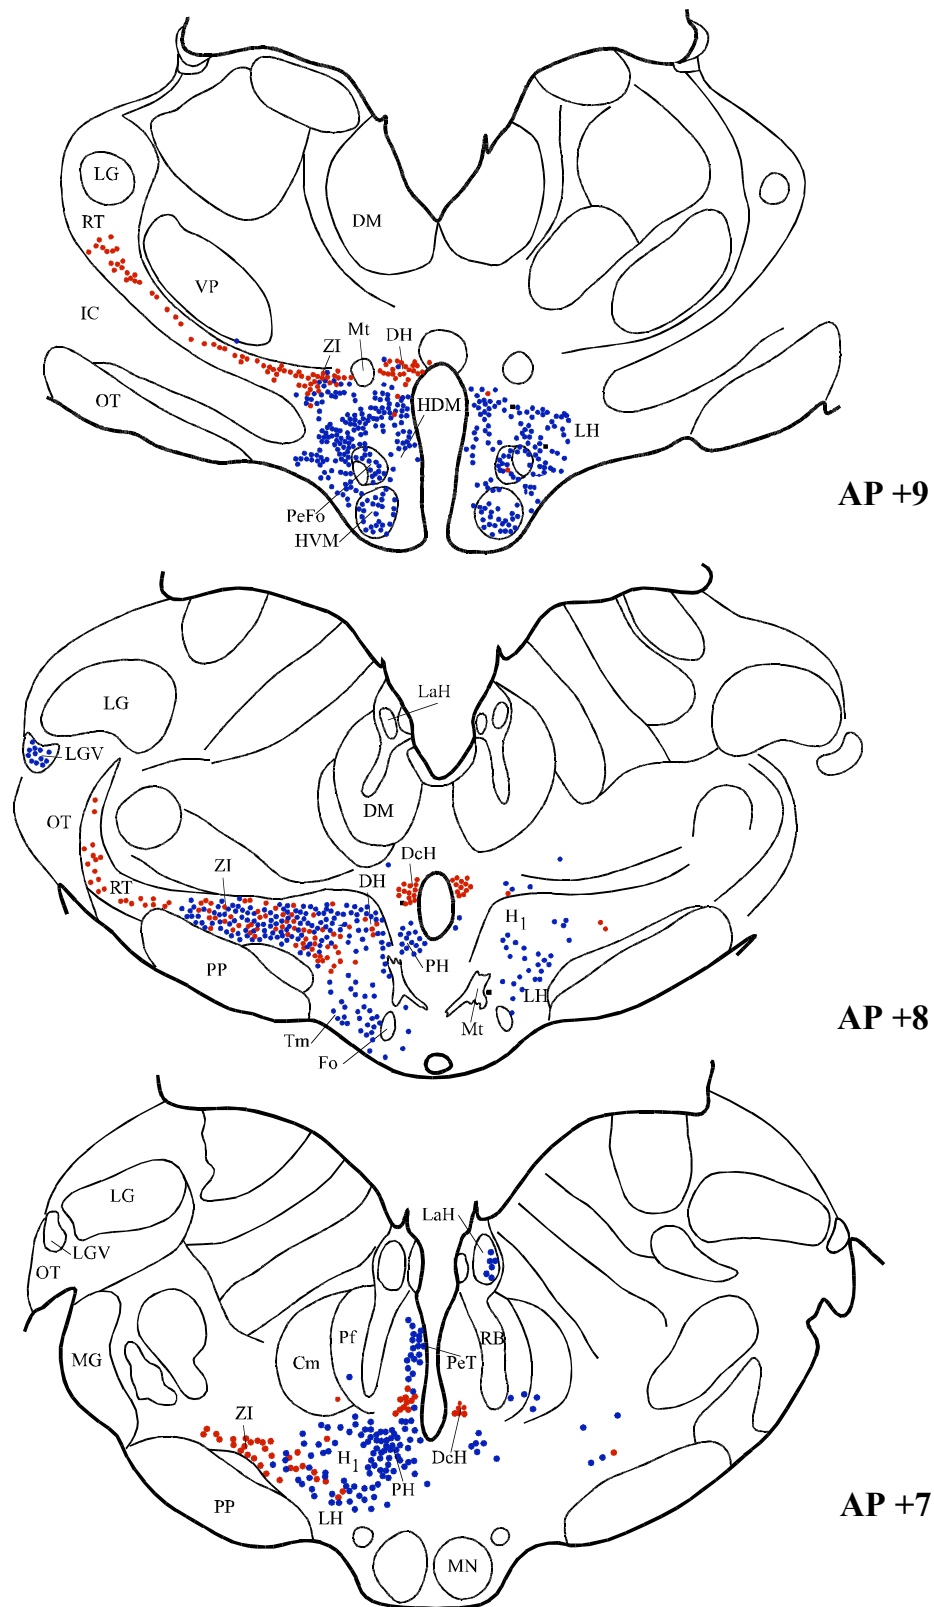 LG
DM
RT
VP
IC
Mt
DH
ZI
OT
HDM
LH
AP +9
PeFo
HVM
LaH
LG
LGV
DM
OT
DcH
ZI
DH
RT
H1
PH
PP
LH
AP +8
Mt
Tm
Fo
LG
LaH
LGV
OT
Pf
RB
MG
Cm
PeT
ZI
DcH
H1
PH
AP +7
PP
LH
MN